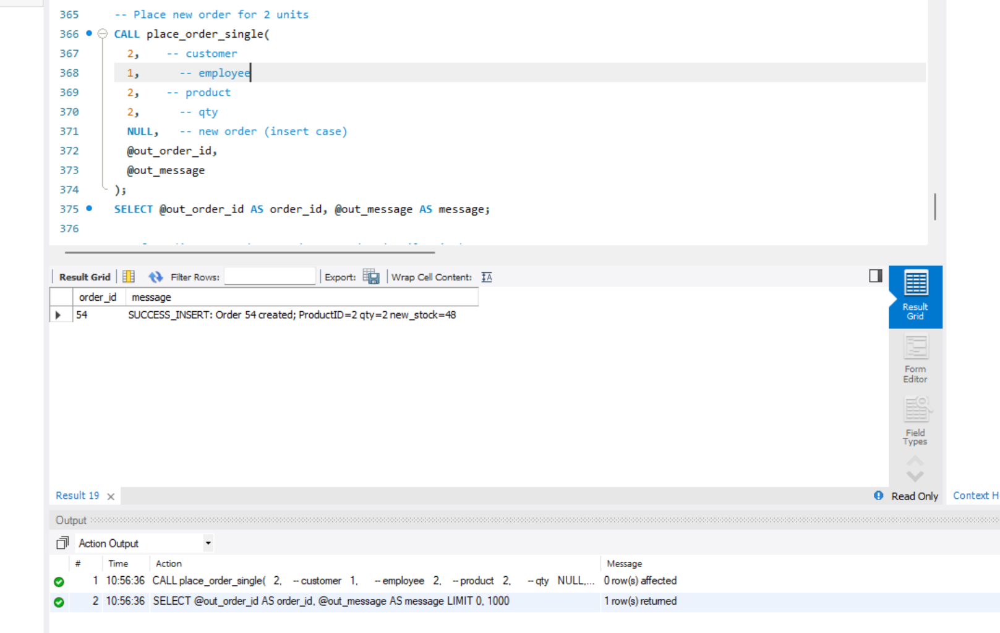 365 -- Place new order for 2 units
366 CALL place_order_single(
367 2, -- customer
368 1, -- employee
369 2, -- product
370 2, -- qty
371 NULL, -- new order (insert case)
372 @out_order_id,
373 @out_message
374 );
375 SELECT @out_order_id AS order_id, @out_message AS message;
376
Result Grid Filter Rows: Export: Wrap Cell Content:
order_id message
54 SUCCESS_INSERT: Order 54 created; ProductID=2 qty=2 new_stock=48
Result
Grid
Form
Editor
Field
Types
Result 19 Read Only Context H
Output
Action Output
# Time Action Message
1 10:56:36 CALL place_order_single( 2, -- customer 1, -- employee 2, -- product 2, -- qty NULL,... 0 row(s) affected
2 10:56:36 SELECT @out_order_id AS order_id, @out_message AS message LIMIT 0, 1000 1 row(s) returned